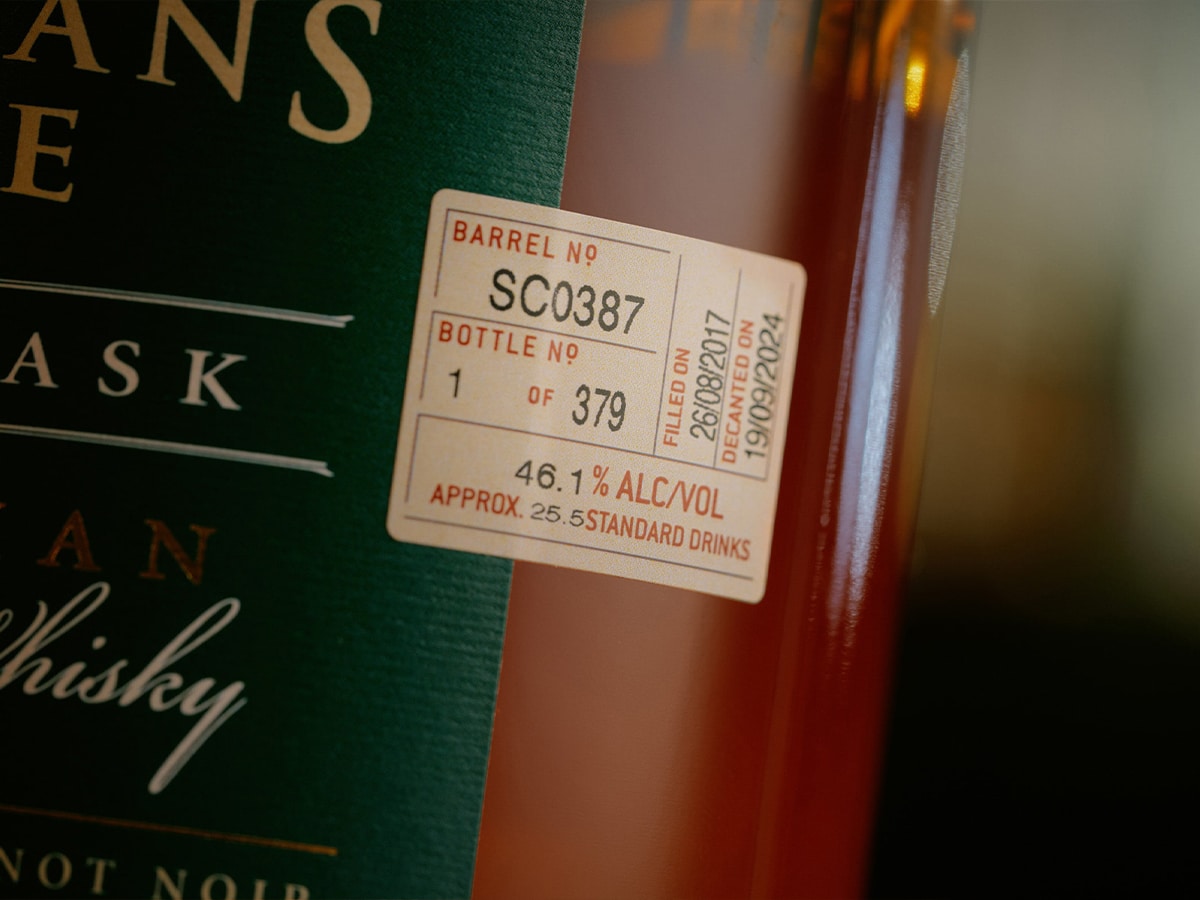 ANS
E
ASK
AN
Whisky
NOT NOIR
BARREL Nº
SC0387
BOTTLE Nº
1 OF 379
FILLED ON
26/08/2017
DECANTED ON
19/09/2024
46.1% ALC/VOL
APPROX. 25.5 STANDARD DRINKS